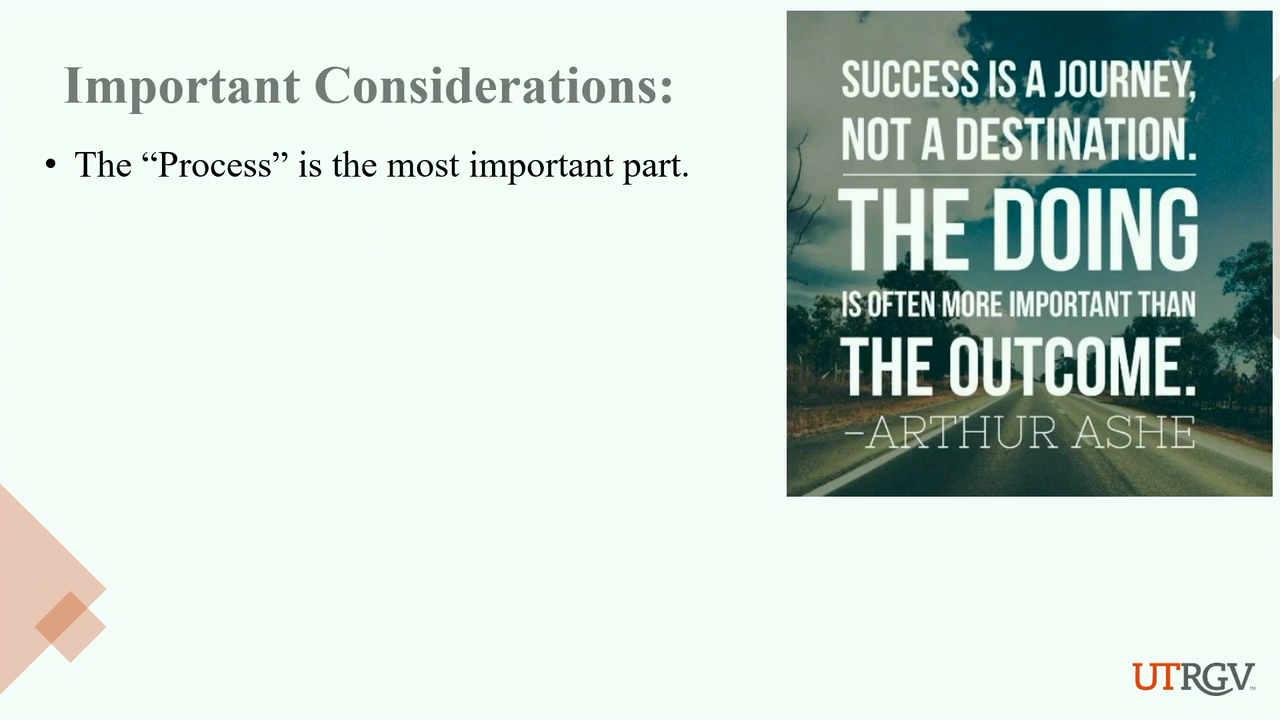 Important Considerations:
• The “Process” is the most important part.
SUCCESS IS A JOURNEY,
NOT A DESTINATION.
THE DOING
IS OFTEN MORE IMPORTANT THAN
THE OUTCOME.
–ARTHUR ASHE
UTRGV™